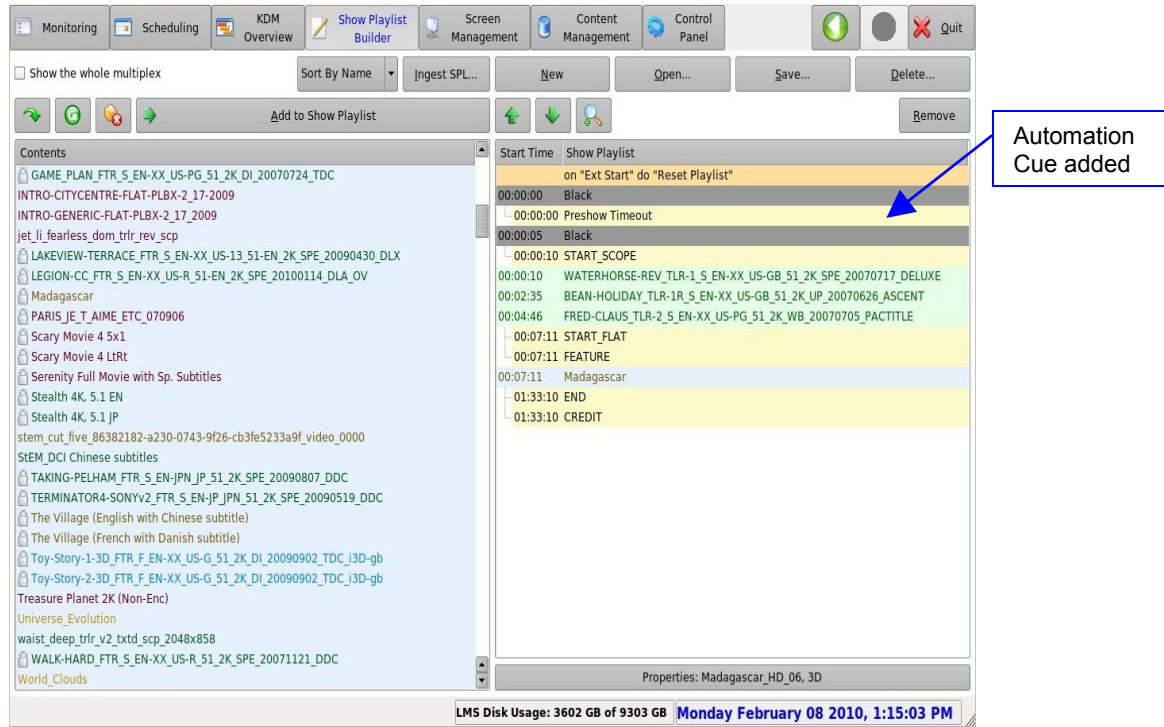 Monitoring
Scheduling
KDM Overview
Show Playlist Builder
Screen Management
Content Management
Control Panel
Quit
Show the whole multiplex
Sort By Name
Ingest SPL...
New
Open...
Save...
Delete...
Add to Show Playlist
Remove
Contents
GAME_PLAN_FTR_S_EN-XX_US-PG_51_2K_DI_20070724_TDC
INTRO-CITYCENTRE-FLAT-PLBX-2_17-2009
INTRO-GENERIC-FLAT-PLBX-2_17_2009
jet_li_fearless_dom_trlr_rev_scp
LAKEVIEW-TERRACE_FTR_S_EN-XX_US-13_51-EN_2K_SPE_20090430_DLX
LEGION-CC_FTR_S_EN-XX_US-R_51-EN_2K_SPE_20100114_DLA_OV
Madagascar
PARIS_JE_T_AIME_ETC_070906
Scary Movie 4 5x1
Scary Movie 4 LtRt
Serenity Full Movie with Sp. Subtitles
Stealth 4K, 5.1 EN
Stealth 4K, 5.1 JP
stem_cut_five_86382182-a230-0743-9f26-cb3fe5233a9f_video_0000
StEM_DCI Chinese subtitles
TAKING-PELHAM_FTR_S_EN-JPN_JP_51_2K_SPE_20090807_DDC
TERMINATOR4-SONYv2_FTR_S_EN-JP_JPN_51_2K_SPE_20090519_DDC
The Village (English with Chinese subtitle)
The Village (French with Danish subtitle)
Toy-Story-1-3D_FTR_F_EN-XX_US-G_51_2K_DI_20090902_TDC_i3D-gb
Toy-Story-2-3D_FTR_F_EN-XX_US-G_51_2K_DI_20090902_TDC_i3D-gb
Treasure Planet 2K (Non-Enc)
Universe_Evolution
waist_deep_trlr_v2_txtd_scp_2048x858
WALK-HARD_FTR_S_EN-XX_US-R_51_2K_SPE_20071121_DDC
World_Clouds
Start Time Show Playlist
on "Ext Start" do "Reset Playlist"
00:00:00 Black
00:00:00 Preshow Timeout
00:00:05 Black
00:00:10 START_SCOPE
00:00:10 WATERHORSE-REV_TLR-1_S_EN-XX_US-GB_51_2K_SPE_20070717_DELUXE
00:02:35 BEAN-HOLIDAY_TLR-1R_S_EN-XX_US-GB_51_2K_UP_20070626_ASCENT
00:04:46 FRED-CLAUS_TLR-2_S_EN-XX_US-PG_51_2K_WB_20070705_PACTITLE
00:07:11 START_FLAT
00:07:11 FEATURE
00:07:11 Madagascar
01:33:10 END
01:33:10 CREDIT
Properties: Madagascar_HD_06, 3D
LMS Disk Usage: 3602 GB of 9303 GB
Monday February 08 2010, 1:15:03 PM
Automation
Cue added